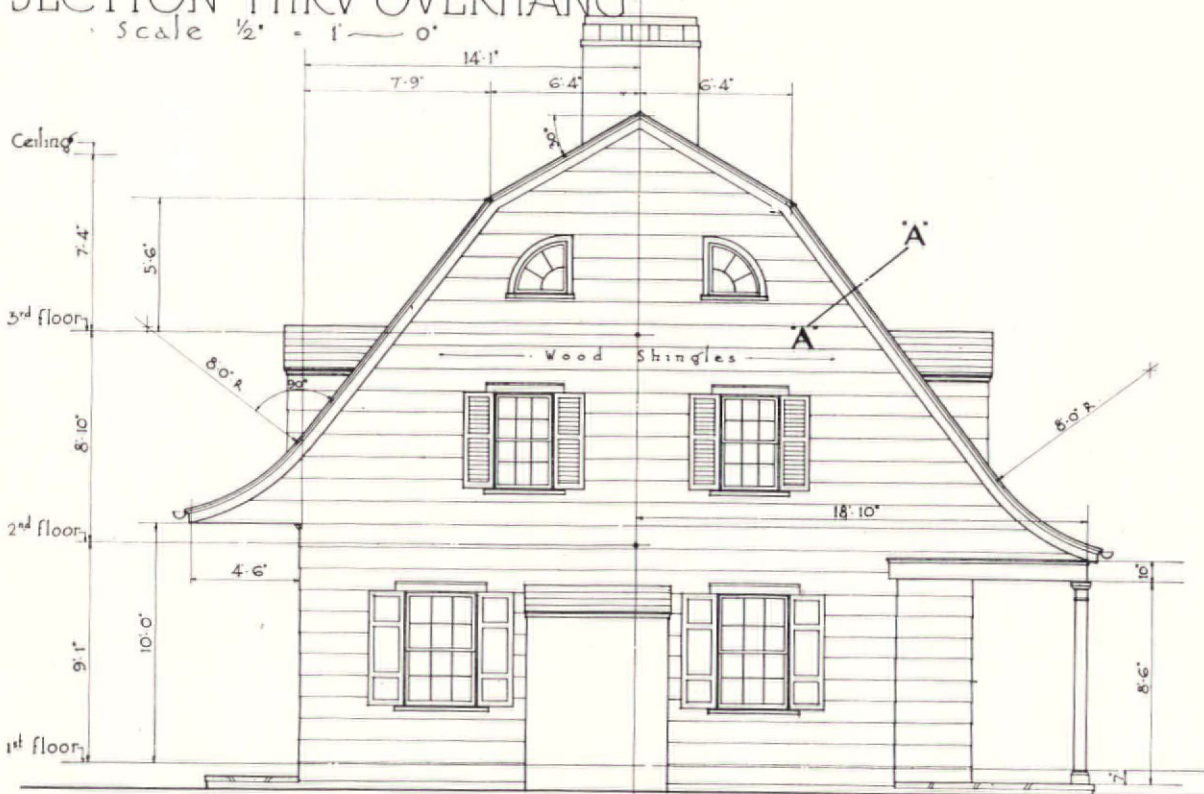 SECTION THRV OVERHANG
Scale ½" = 1'— 0"
14'·1"
7'-9" 6'·4" 6'·4"
Ceiling
7'·4"
5'·6"
"A"
3rd floor
"A"
Wood Shingles
8'·0" R
90°
8'·10"
8'·0" R.
18'·10"
2nd floor
4'·6"
10"
10'·0"
9'·1"
8'·6"
1st floor
7"